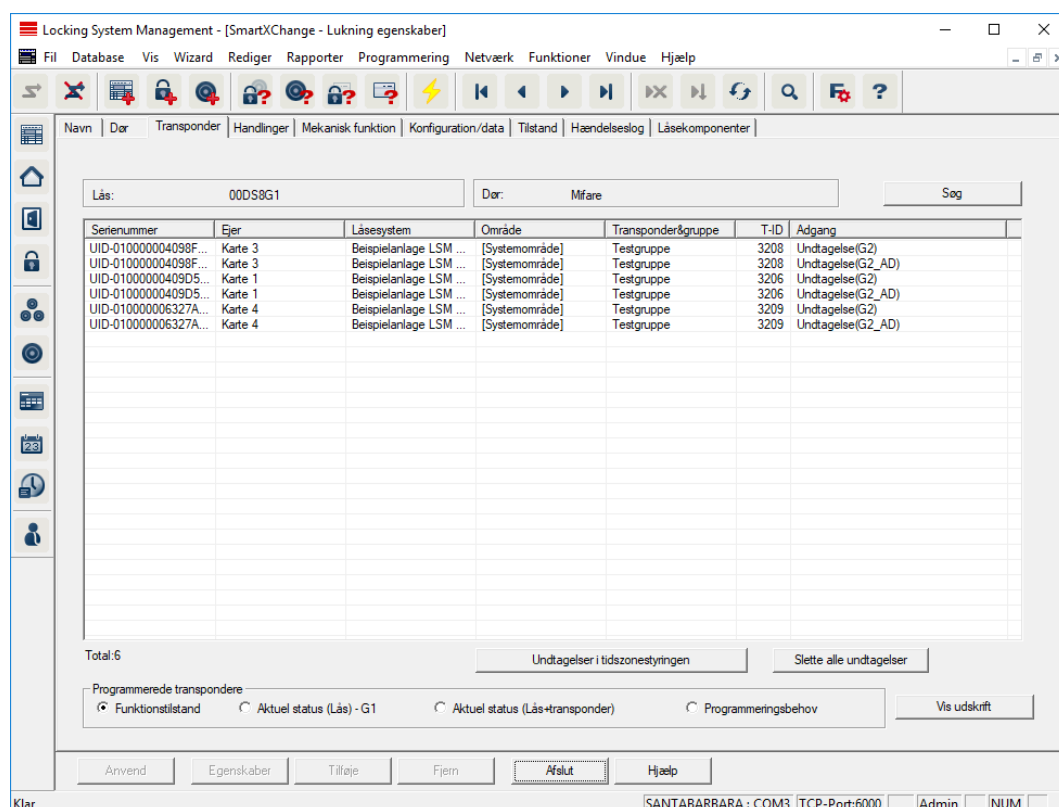 Locking System Management - [SmartXChange - Lukning egenskaber]
Fil Database Vis Wizard Rediger Rapporter Programmering Netværk Funktioner Vindue Hjælp
Navn Dør Transponder Handlinger Mekanisk funktion Konfiguration/data Tilstand Hændelseslog Låsekomponenter
Lås: 00DS8G1 Dør: Mifare Søg
Serienummer Ejer Låsesystem Område Transponder&gruppe T-ID Adgang
UID-010000004098F... Karte 3 Beispielanlage LSM ... [Systemområde] Testgruppe 3208 Undtagelse(G2)
UID-010000004098F... Karte 3 Beispielanlage LSM ... [Systemområde] Testgruppe 3208 Undtagelse(G2_AD)
UID-01000000409D5... Karte 1 Beispielanlage LSM ... [Systemområde] Testgruppe 3206 Undtagelse(G2)
UID-01000000409D5... Karte 1 Beispielanlage LSM ... [Systemområde] Testgruppe 3206 Undtagelse(G2_AD)
UID-010000006327A... Karte 4 Beispielanlage LSM ... [Systemområde] Testgruppe 3209 Undtagelse(G2)
UID-010000006327A... Karte 4 Beispielanlage LSM ... [Systemområde] Testgruppe 3209 Undtagelse(G2_AD)
Total:6 Undtagelser i tidszonestyringen Slette alle undtagelser
Programmerede transpondere
Funktionstilstand Aktuel status (Lås) - G1 Aktuel status (Lås+transponder) Programmeringsbehov Vis udskrift
Anvend Egenskaber Tilføje Fjern Afslut Hjælp
Klar SANTABARBARA : COM3 TCP-Port:6000 Admin NUM